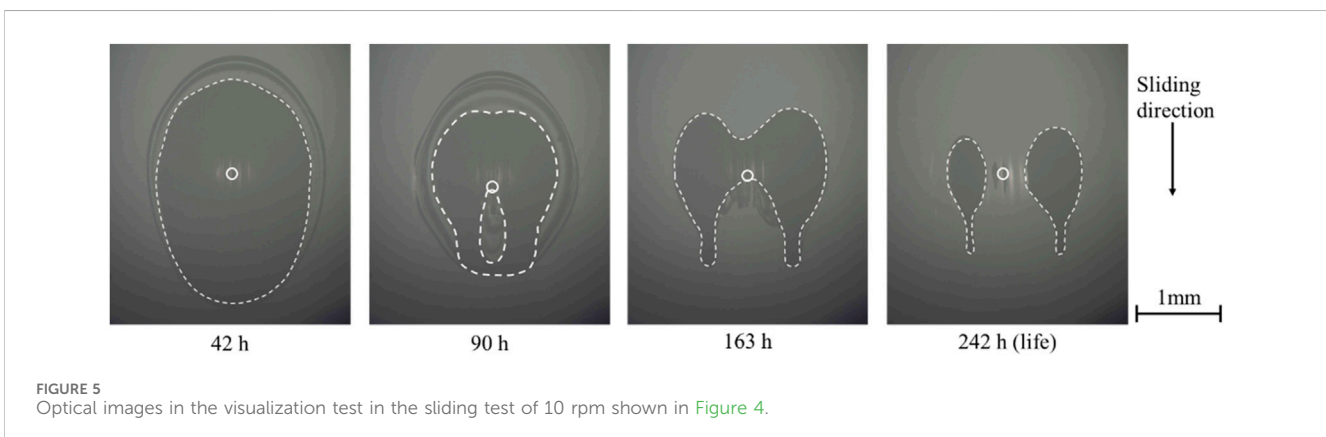 Sliding
direction
1mm
42 h
90 h
163 h
242 h (life)
FIGURE 5
Optical images in the visualization test in the sliding test of 10 rpm shown in Figure 4.